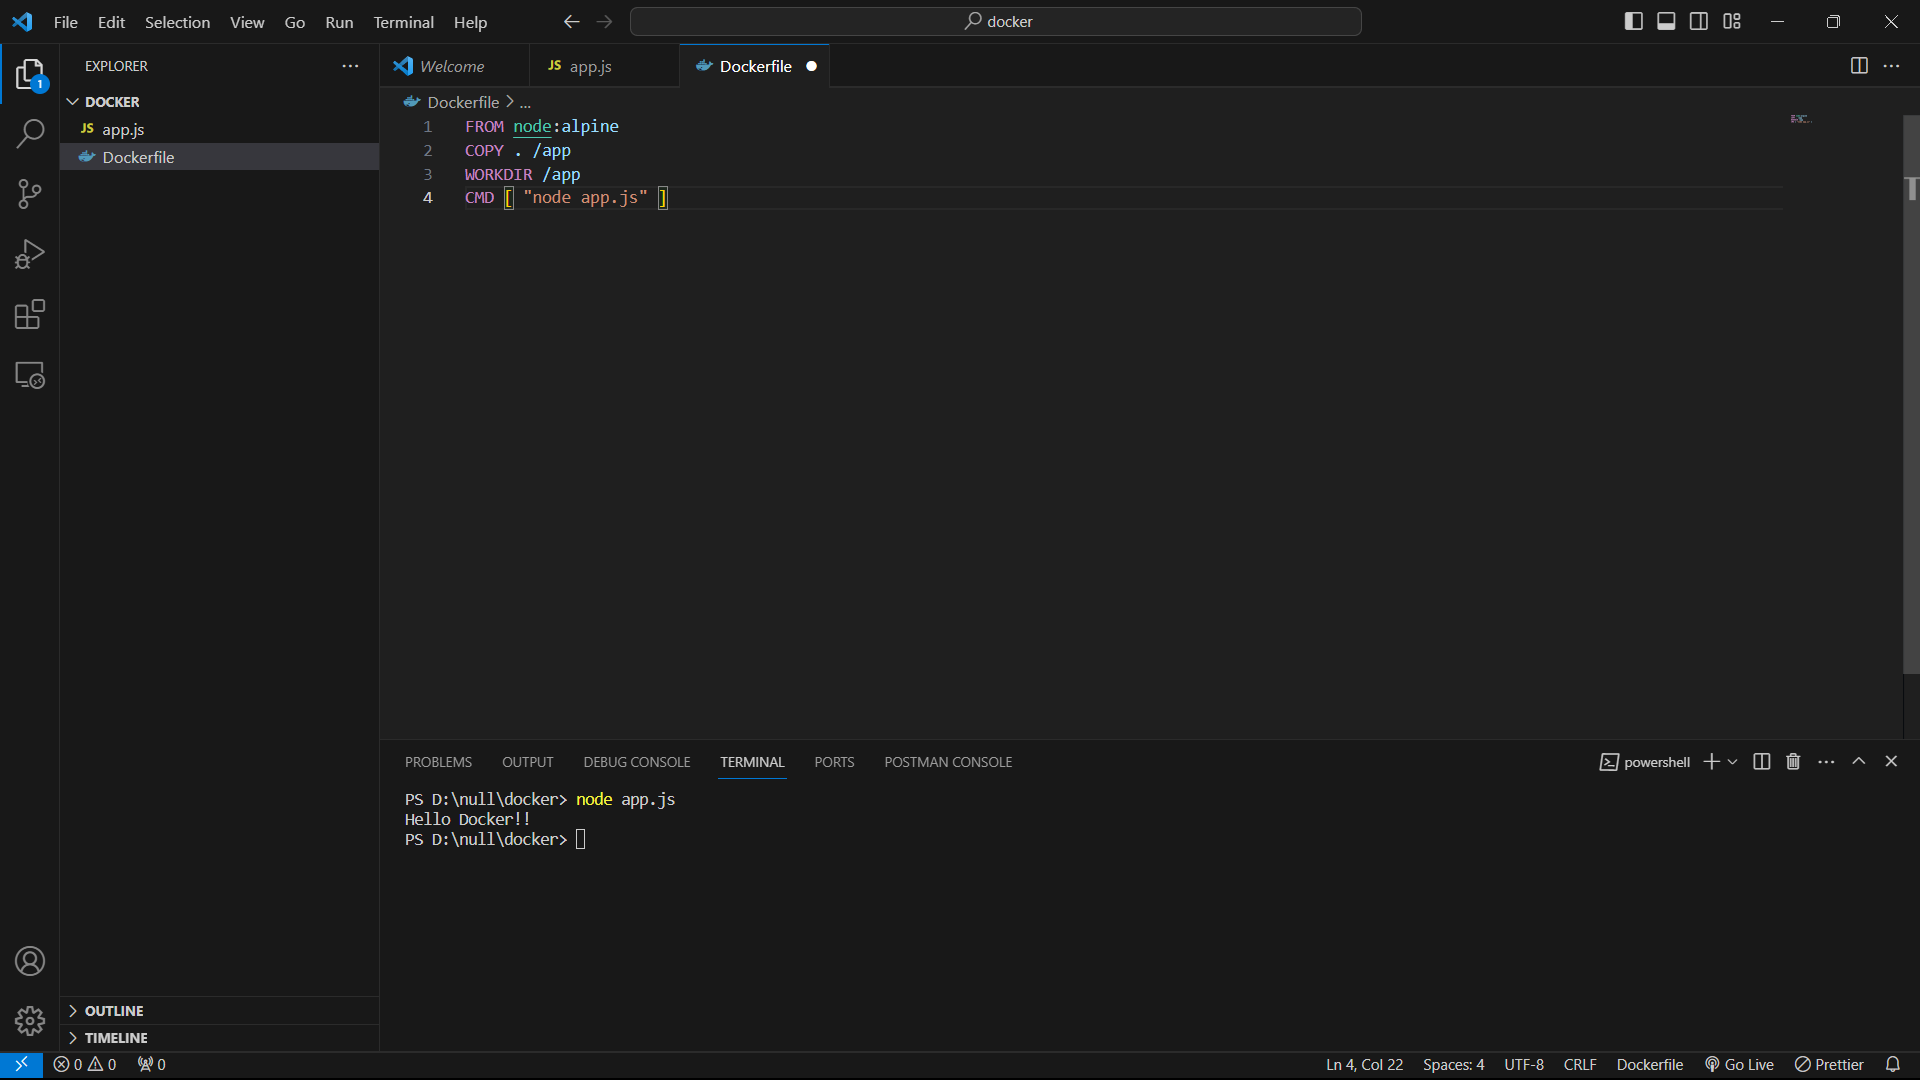 File Edit Selection View Go Run Terminal Help
docker
EXPLORER
Welcome
JS app.js
Dockerfile
DOCKER
JS app.js
Dockerfile
Dockerfile > ...
1 FROM node:alpine
2 COPY . /app
3 WORKDIR /app
4 CMD [ "node app.js" ]
PROBLEMS OUTPUT DEBUG CONSOLE TERMINAL PORTS POSTMAN CONSOLE
powershell
PS D:\null\docker> node app.js
Hello Docker!!
PS D:\null\docker>
OUTLINE
TIMELINE
1
0 0 0
Ln 4, Col 22 Spaces: 4 UTF-8 CRLF Dockerfile Go Live Prettier